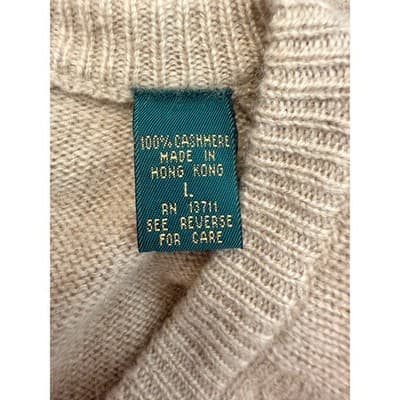 100% CASHMERE
MADE IN
HONG KONG
L
RN 13711
SEE REVERSE
FOR CARE